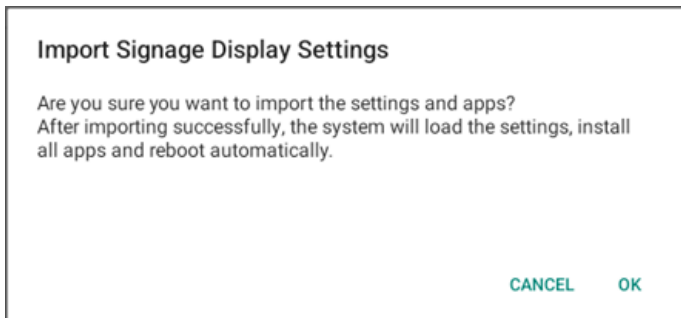 Import Signage Display Settings
Are you sure you want to import the settings and apps?
After importing successfully, the system will load the settings, install
all apps and reboot automatically.
CANCEL OK